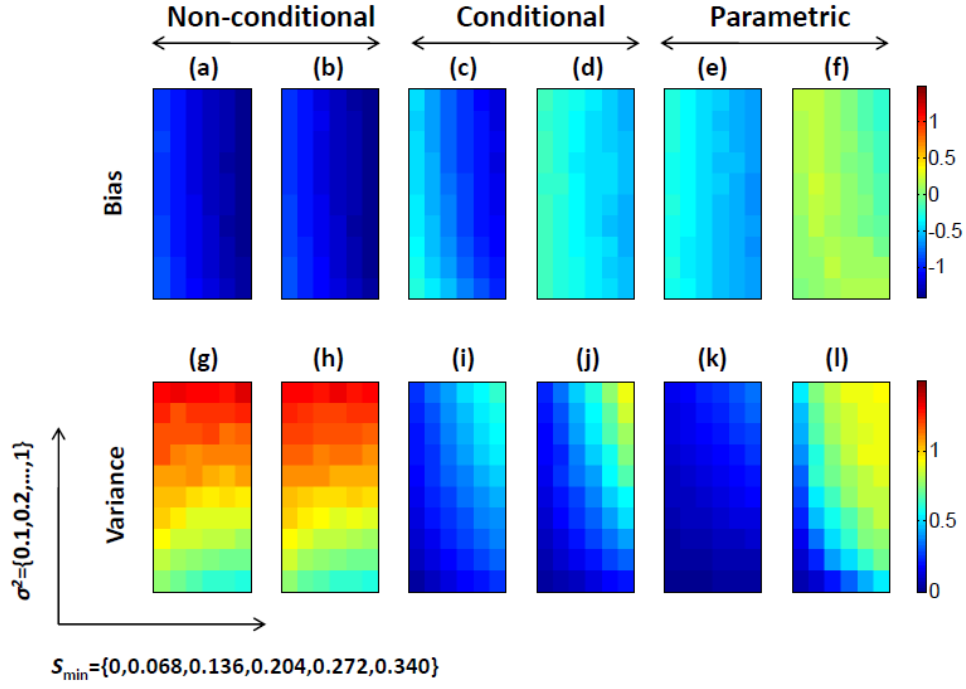 Non-conditional Conditional Parametric
(a) (b) (c) (d) (e) (f)
Bias
1
0.5
0
-0.5
-1
(g) (h) (i) (j) (k) (l)
Variance
1
0.5
0
σ²={0.1,0.2,...,1}
Smin={0,0.068,0.136,0.204,0.272,0.340}